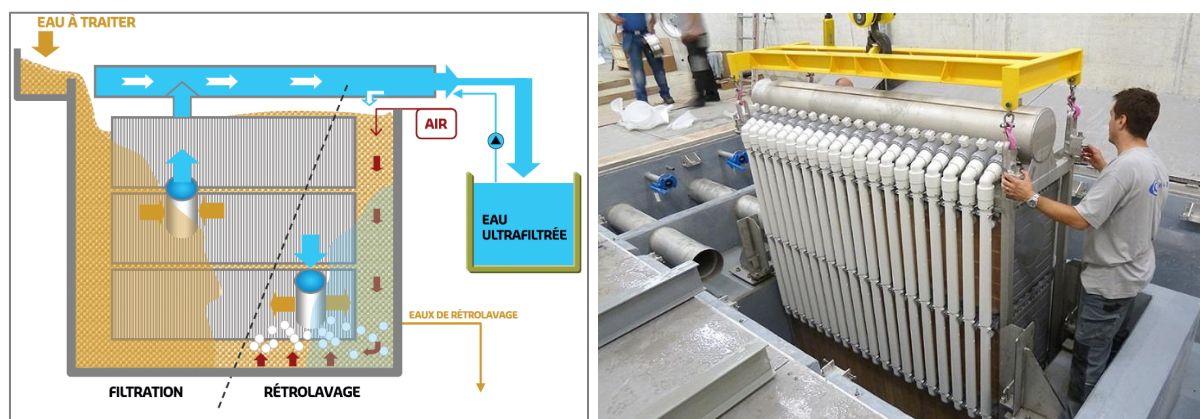 EAU À TRAITER
AIR
EAU
ULTRAFILTRÉE
EAUX DE RÉTROLAVAGE
FILTRATION
RÉTROLAVAGE